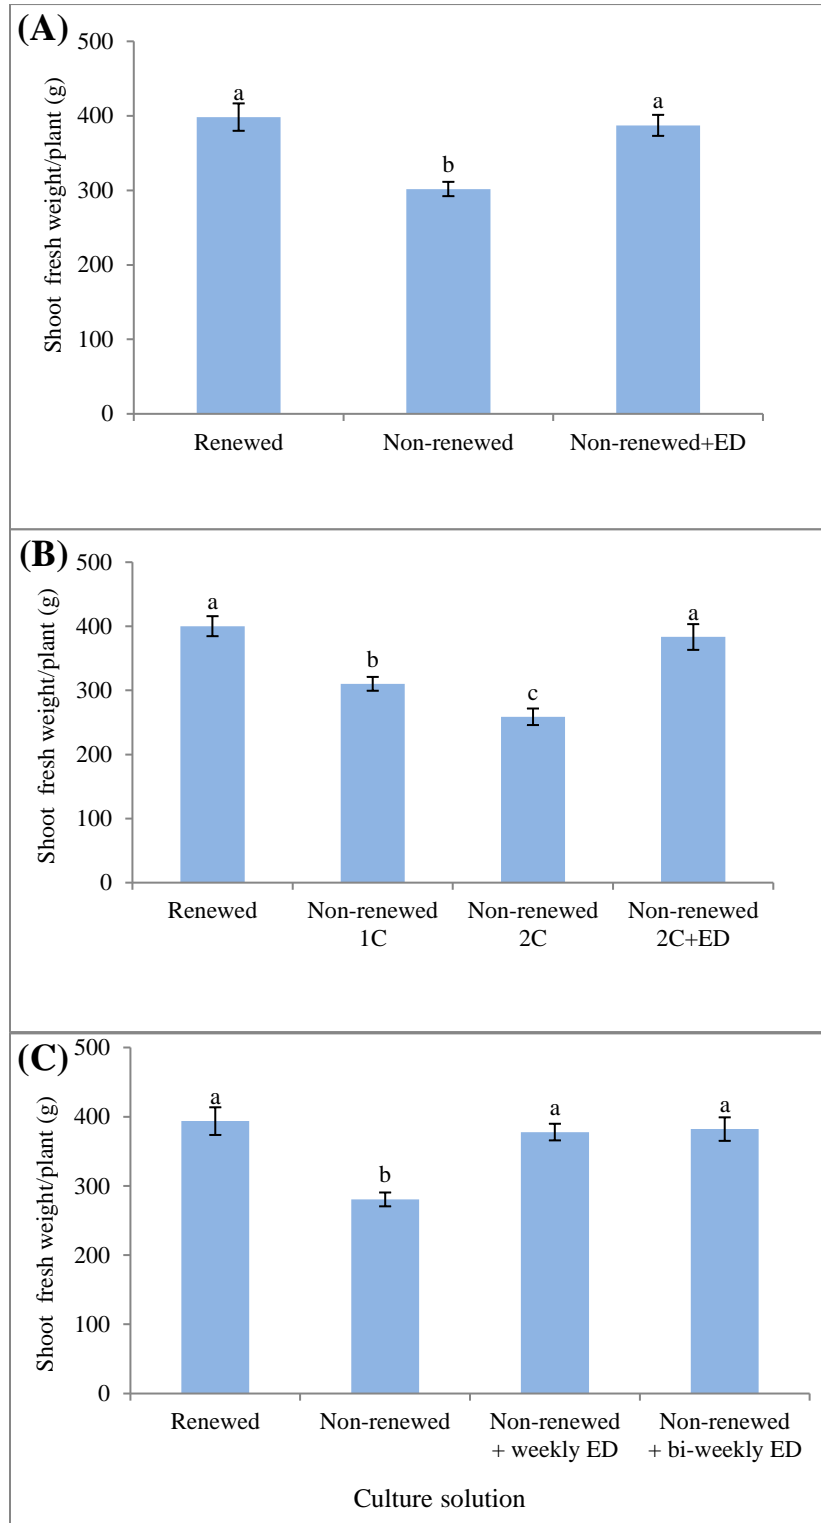 (A)
Shoot fresh weight/plant (g)
500
400
300
200
100
0
a
b
a
Renewed Non-renewed Non-renewed+ED
(B)
Shoot fresh weight/plant (g)
500
400
300
200
100
0
a
b
c
a
Renewed Non-renewed Non-renewed Non-renewed
1C 2C 2C+ED
(C)
Shoot fresh weight/plant (g)
500
400
300
200
100
0
a
b
a
a
Renewed Non-renewed Non-renewed Non-renewed
+ weekly ED + bi-weekly ED
Culture solution